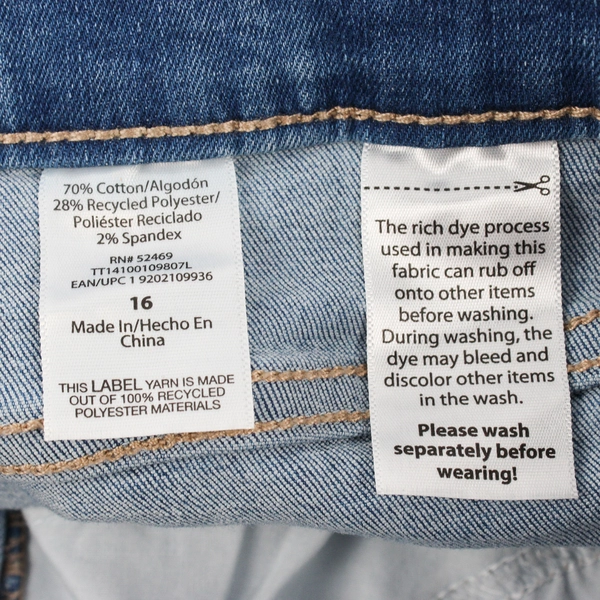 70% Cotton/Algodón
28% Recycled Polyester/
Poliéster Reciclado
2% Spandex
RN# 52469
TT14100109807L
EAN/UPC 1 9202109936
16
Made In/Hecho En
China
THIS LABEL YARN IS MADE
OUT OF 100% RECYCLED
POLYESTER MATERIALS
The rich dye process
used in making this
fabric can rub off
onto other items
before washing.
During washing, the
dye may bleed and
discolor other items
in the wash.
Please wash
separately before
wearing!